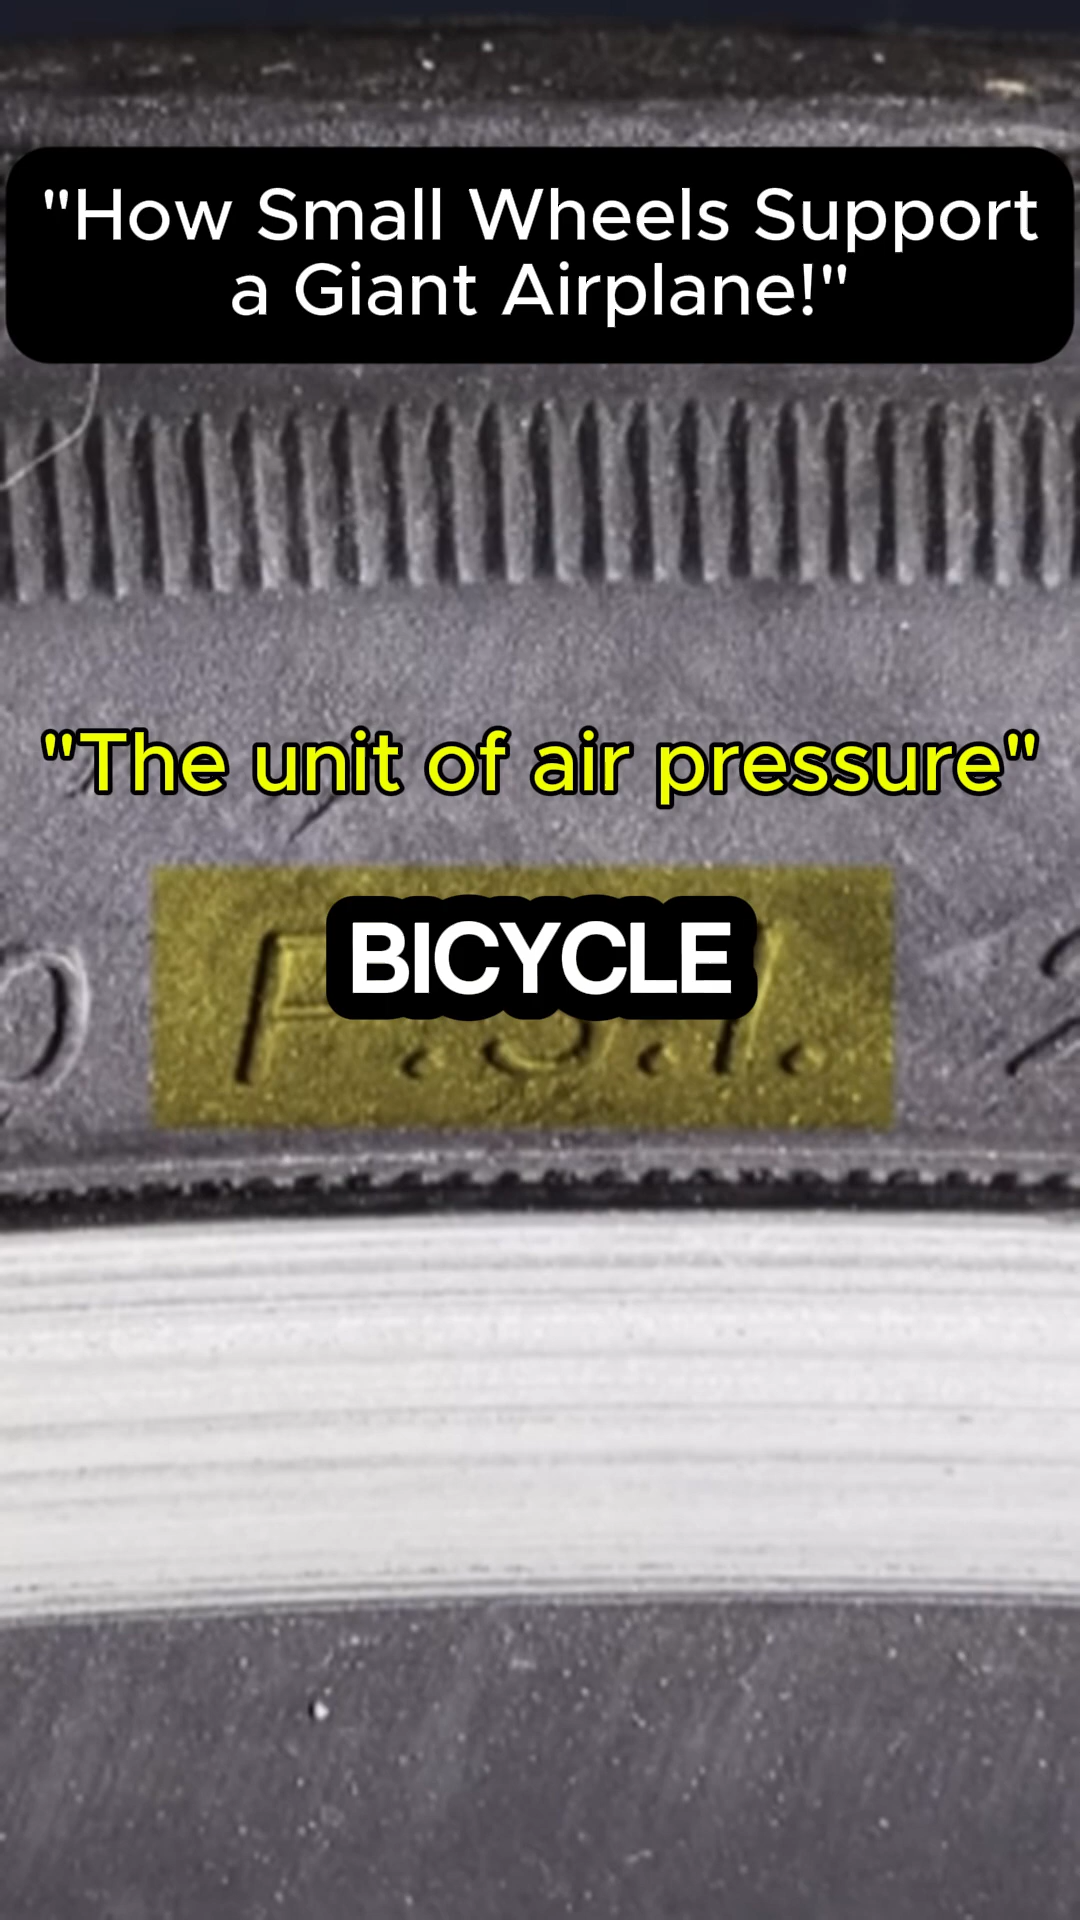 "How Small Wheels Support
a Giant Airplane!"
"The unit of air pressure"
BICYCLE
P.S.I.